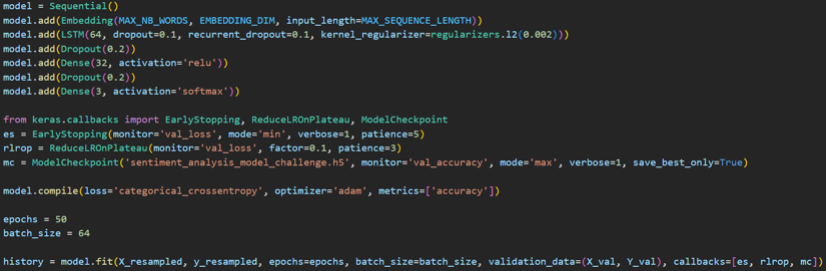 model = Sequential()
model.add(Embedding(MAX_NB_WORDS, EMBEDDING_DIM, input_length=MAX_SEQUENCE_LENGTH))
model.add(LSTM(64, dropout=0.1, recurrent_dropout=0.1, kernel_regularizer=regularizers.l2(0.002)))
model.add(Dropout(0.2))
model.add(Dense(32, activation='relu'))
model.add(Dropout(0.2))
model.add(Dense(3, activation='softmax'))
from keras.callbacks import EarlyStopping, ReduceLROnPlateau, ModelCheckpoint
es = EarlyStopping(monitor='val_loss', mode='min', verbose=1, patience=5)
rlrop = ReduceLROnPlateau(monitor='val_loss', factor=0.1, patience=3)
mc = ModelCheckpoint('sentiment_analysis_model_challenge.h5', monitor='val_accuracy', mode='max', verbose=1, save_best_only=True)
model.compile(loss='categorical_crossentropy', optimizer='adam', metrics=['accuracy'])
epochs = 50
batch_size = 64
history = model.fit(X_resampled, y_resampled, epochs=epochs, batch_size=batch_size, validation_data=(X_val, Y_val), callbacks=[es, rlrop, mc])